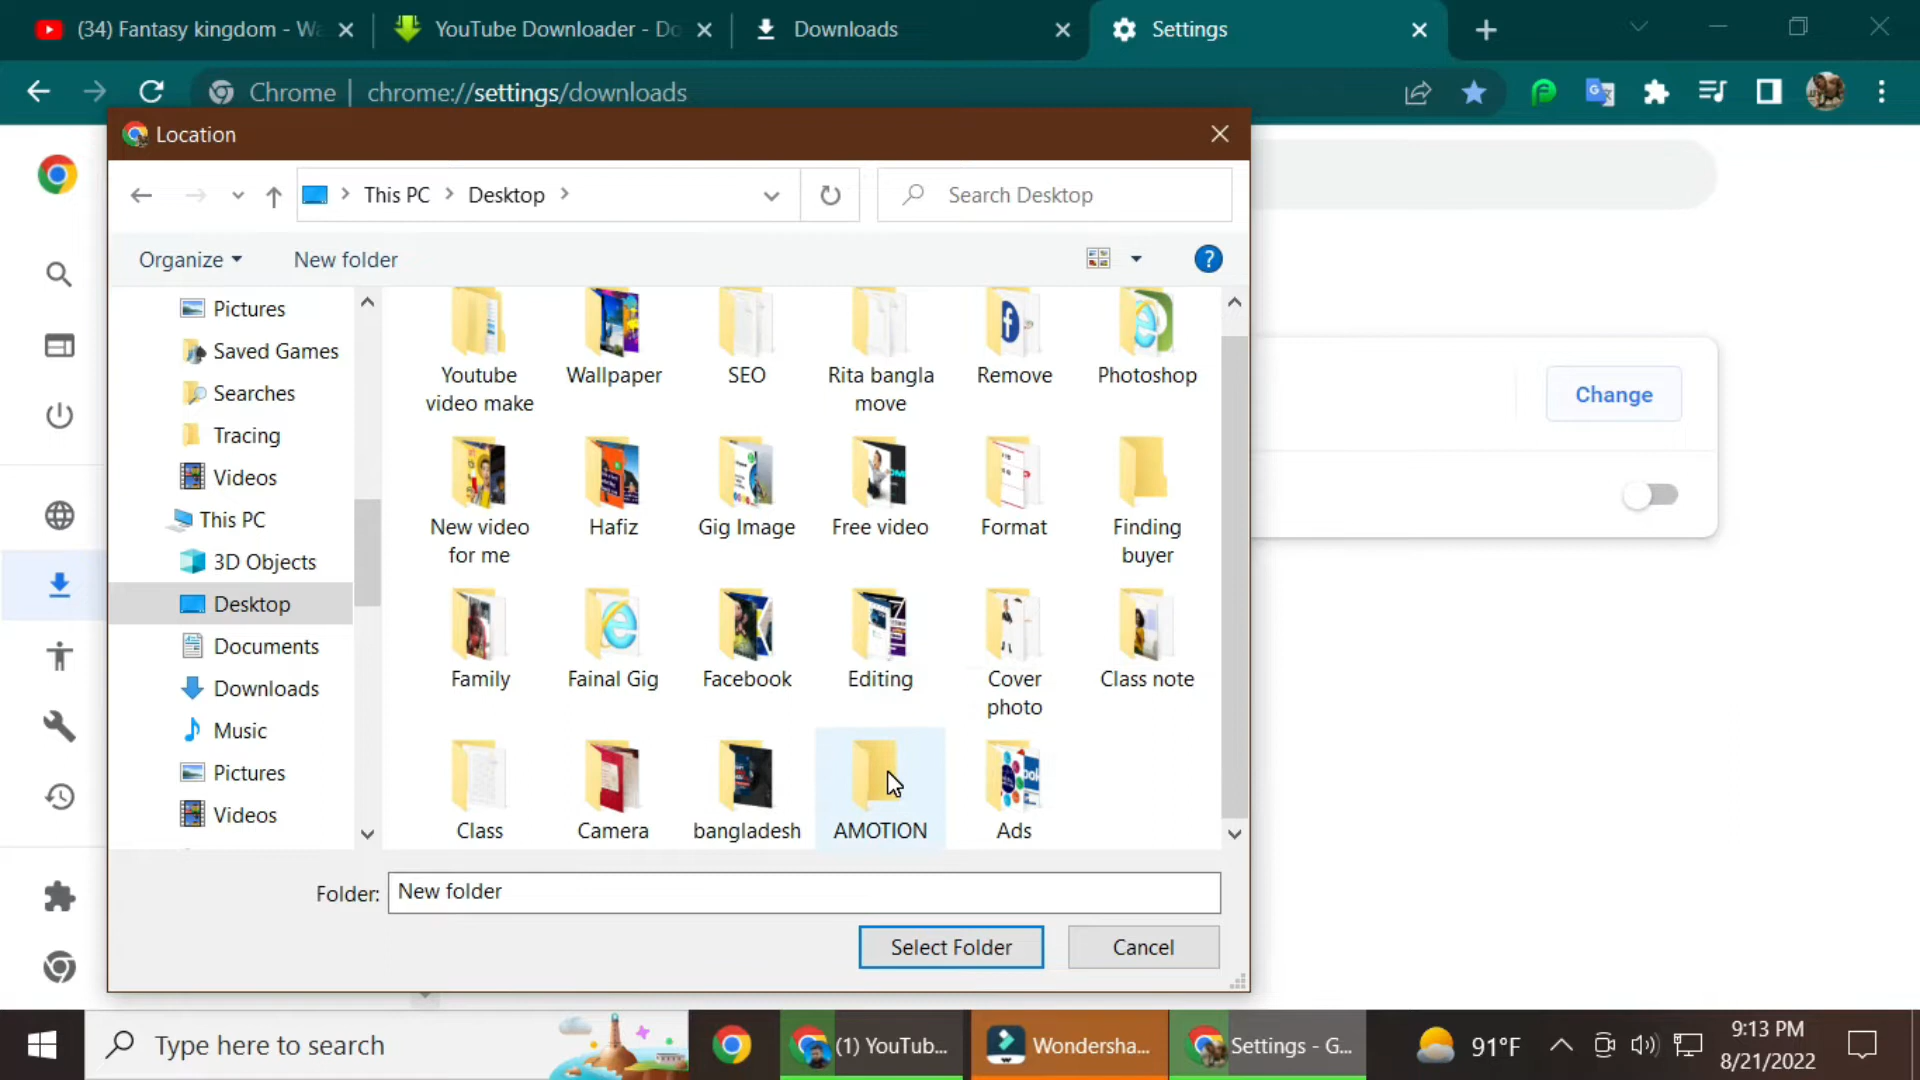 (34) Fantasy kingdom - Wa
YouTube Downloader - Do
Downloads
Settings
Chrome | chrome://settings/downloads
Location
This PC > Desktop >
Search Desktop
Organize
New folder
Pictures
Saved Games
Searches
Tracing
Videos
This PC
3D Objects
Desktop
Documents
Downloads
Music
Pictures
Videos
Youtube
video make
Wallpaper
SEO
Rita bangla
move
Remove
Photoshop
New video
for me
Hafiz
Gig Image
Free video
Format
Finding
buyer
Family
Fainal Gig
Facebook
Editing
Cover
photo
Class note
Class
Camera
bangladesh
AMOTION
Ads
Folder:
New folder
Select Folder
Cancel
Change
Type here to search
(1) YouTub...
Wondersha...
Settings - G...
91°F
9:13 PM
8/21/2022